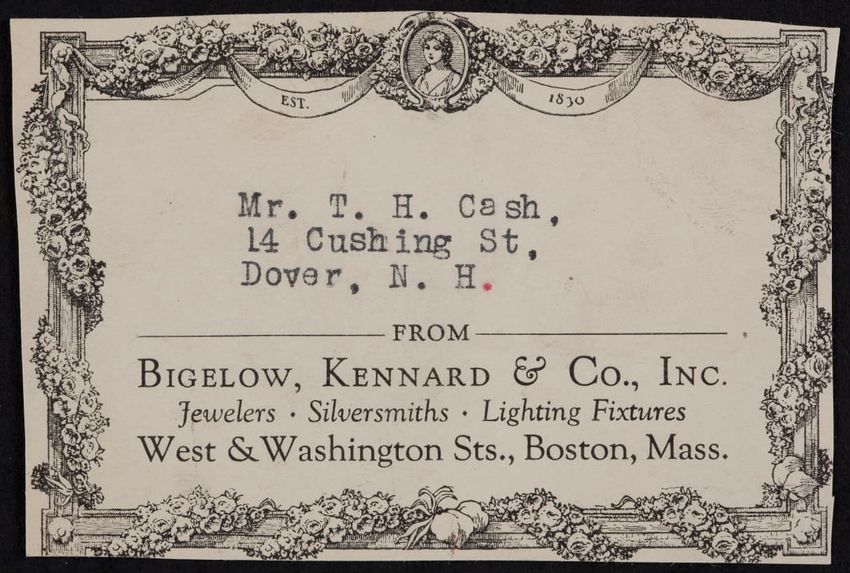 EST. 1830
Mr. T. H. Cash,
14 Cushing St,
Dover, N. H.
FROM
BIGELOW, KENNARD & CO., INC.
Jewelers · Silversmiths · Lighting Fixtures
West & Washington Sts., Boston, Mass.